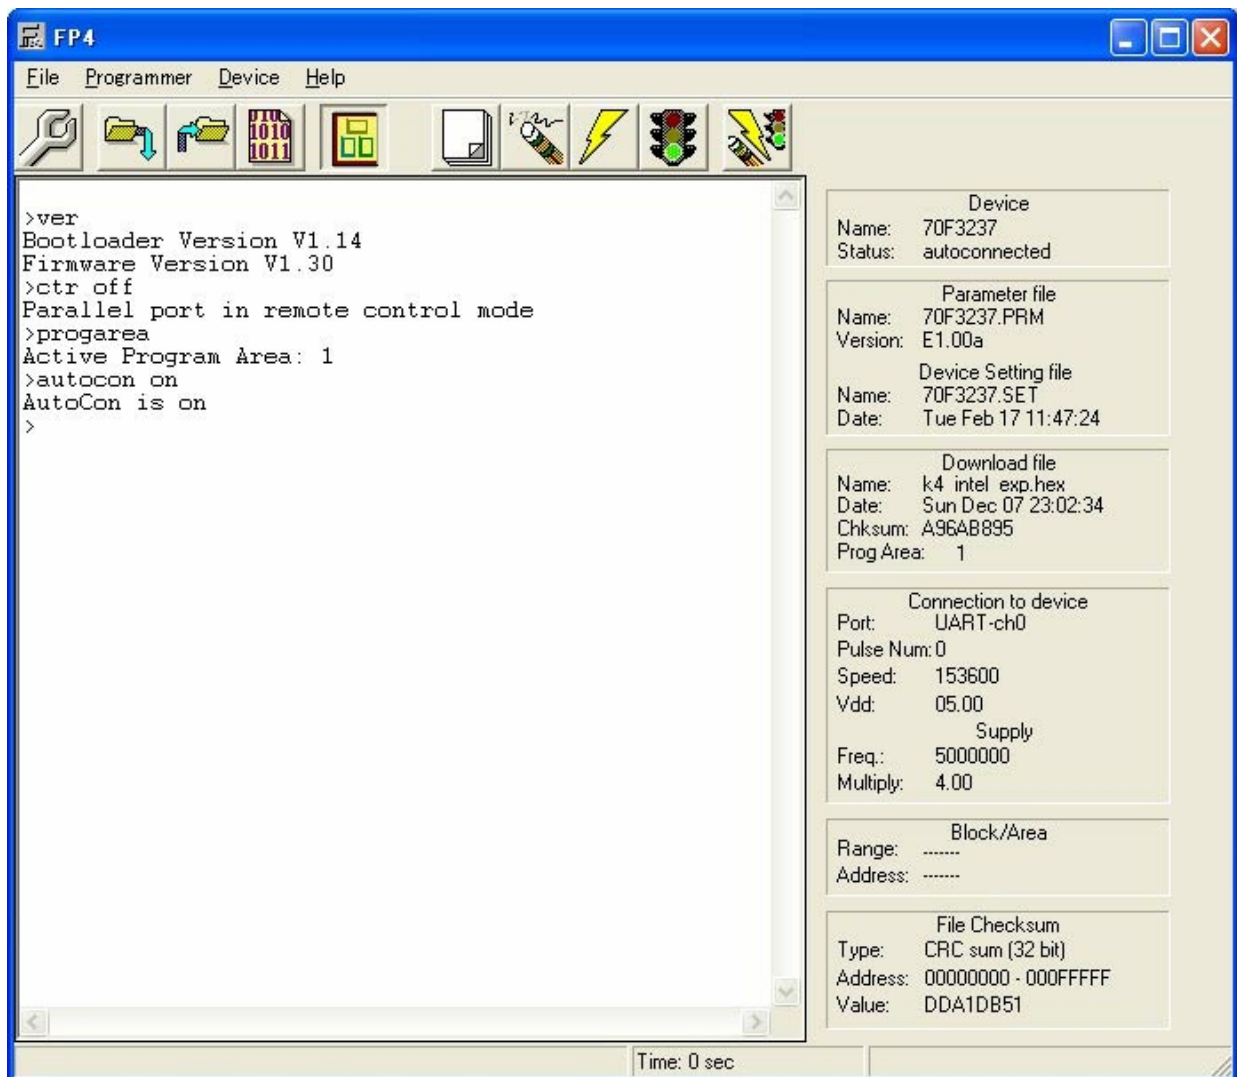 FP4
File Programmer Device Help
010
1010
1011
>ver
Bootloader Version V1.14
Firmware Version V1.30
>ctr off
Parallel port in remote control mode
>progarea
Active Program Area: 1
>autocon on
AutoCon is on
>
Device
Name: 70F3237
Status: autoconnected
Parameter file
Name: 70F3237.PRM
Version: E1.00a
Device Setting file
Name: 70F3237.SET
Date: Tue Feb 17 11:47:24
Download file
Name: k4 intel exp.hex
Date: Sun Dec 07 23:02:34
Chksum: A96AB895
Prog Area: 1
Connection to device
Port: UART-ch0
Pulse Num: 0
Speed: 153600
Vdd: 05.00
Supply
Freq.: 5000000
Multiply: 4.00
Block/Area
Range: -------
Address: -------
File Checksum
Type: CRC sum (32 bit)
Address: 00000000 - 000FFFFF
Value: DDA1DB51
Time: 0 sec